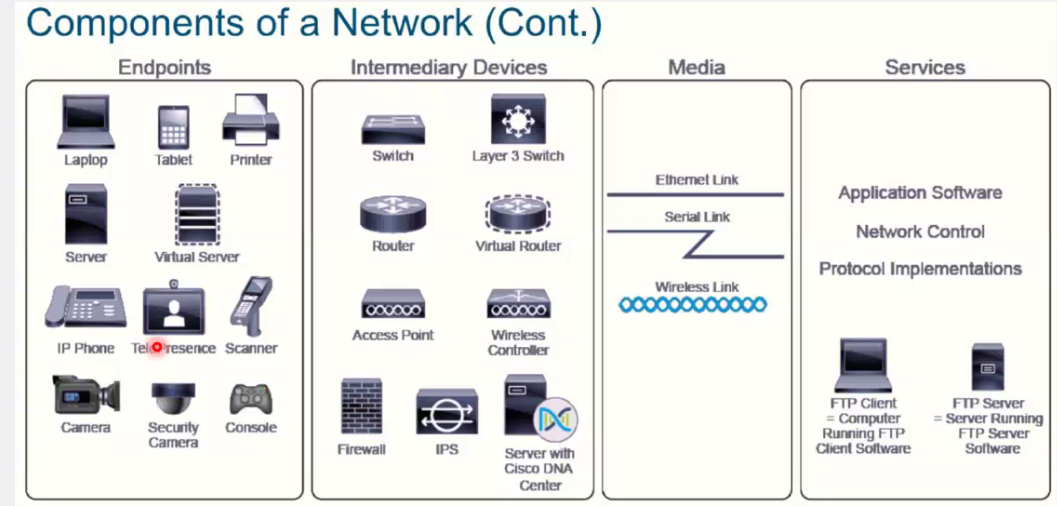 Components of a Network (Cont.)
Endpoints
Laptop
Tablet
Printer
Server
Virtual Server
IP Phone
Scanner
Camera
Security
Camera
Console
Intermediary Devices
Switch
Layer 3 Switch
Router
Virtual Router
Access Point
Wireless
Controller
Firewall
IPS
Server with
Cisco DNA
Center
Media
Ethernet Link
Serial Link
Wireless Link
Services
Application Software
Network Control
Protocol Implementations
FTP Client
= Computer
Running FTP
Client Software
FTP Server
= Server Running
FTP Server
Software